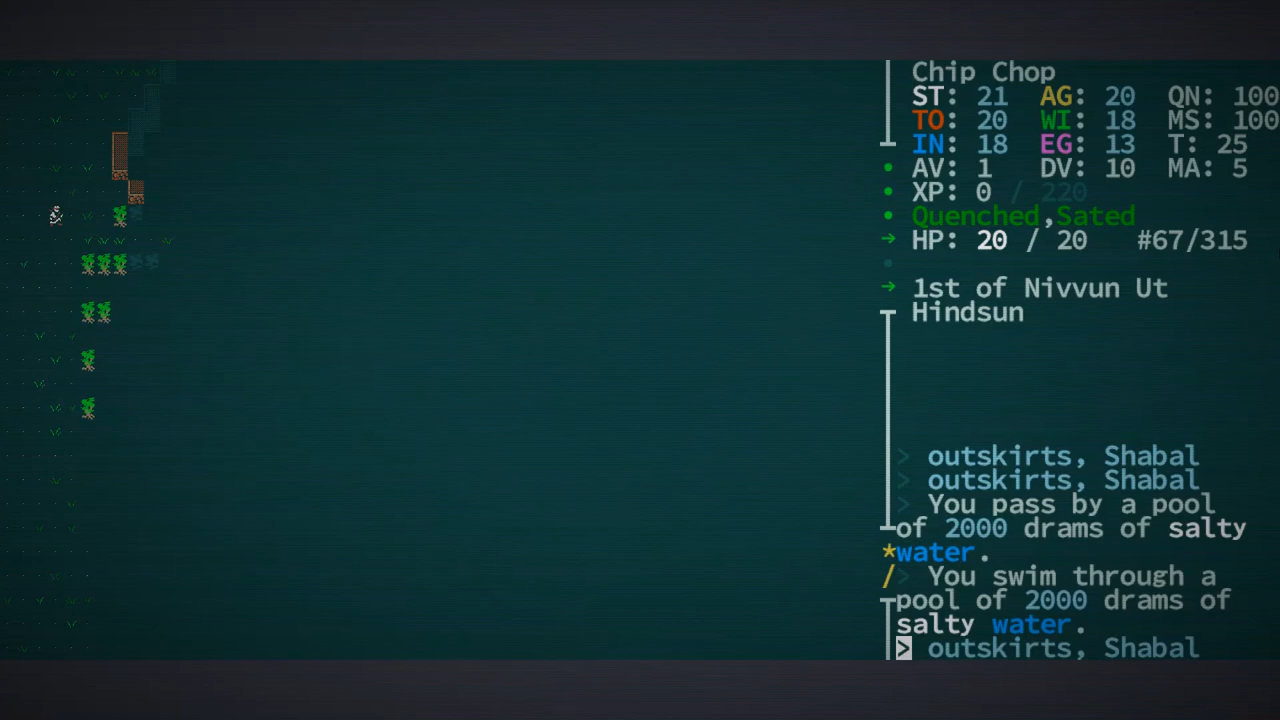 Chip Chop
ST: 21 AG: 20 QN: 100
TO: 20 WI: 18 MS: 100
IN: 18 EG: 13 T: 25
AV: 1 DV: 10 MA: 5
XP: 0 / 220
Quenched,Sated
HP: 20 / 20 #67/315
1st of Nivvun Ut
Hindsun
> outskirts, Shabal
> outskirts, Shabal
> You pass by a pool
of 2000 drams of salty
*water.
/> You swim through a
pool of 2000 drams of
salty water.
> outskirts, Shabal